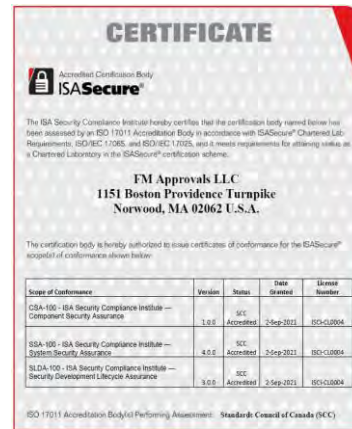 CERTIFICATE
Accredited Certification Body
ISASecure®
The ISA Security Compliance Institute hereby certifies that the certification body named below has
been assessed by an ISO 17011 Accreditation Body in accordance with ISASecure® Chartered Lab
Requirements, ISO/IEC 17065, and ISO/IEC 17025, and it meets requirements for attaining status as
a Chartered Laboratory in the ISASecure® certification scheme.
FM Approvals LLC
1151 Boston Providence Turnpike
Norwood, MA 02062 U.S.A.
The certification body is hereby authorized to issue certificates of conformance for the ISASecure®
scope(s) of conformance shown below:
Scope of Conformance Version Status Date Granted License Number
CSA-100 - ISA Security Compliance Institute —
Component Security Assurance 1.0.0 SCC Accredited 2-Sep-2021 ISCI-CL0004
SSA-100 - ISA Security Compliance Institute —
System Security Assurance 4.0.0 SCC Accredited 2-Sep-2021 ISCI-CL0004
SLDA-100 - ISA Security Compliance Institute —
Security Development Lifecycle Assurance 3.0.0 SCC Accredited 2-Sep-2021 ISCI-CL0004
ISO 17011 Accreditation Body(s) Performing Assessment: Standards Council of Canada (SCC)